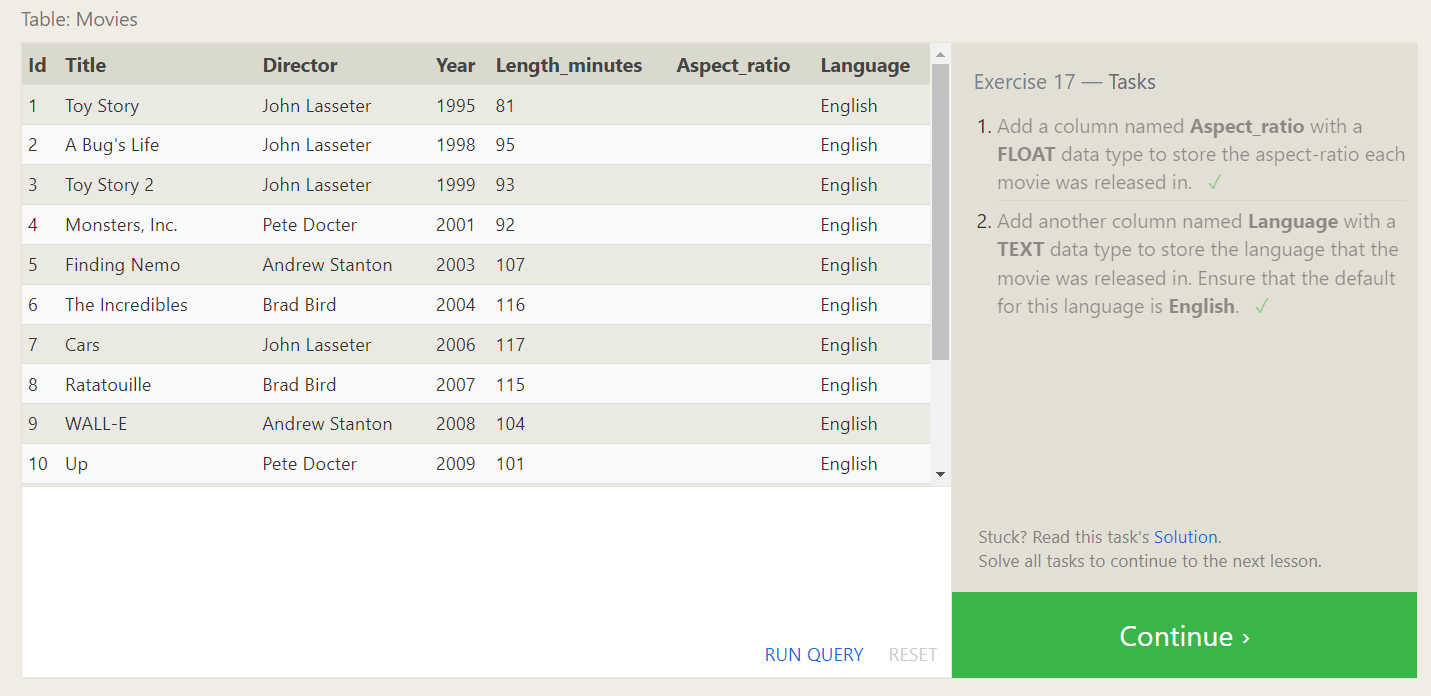 Table: Movies
Id Title Director Year Length_minutes Aspect_ratio Language
1 Toy Story John Lasseter 1995 81 English
2 A Bug's Life John Lasseter 1998 95 English
3 Toy Story 2 John Lasseter 1999 93 English
4 Monsters, Inc. Pete Docter 2001 92 English
5 Finding Nemo Andrew Stanton 2003 107 English
6 The Incredibles Brad Bird 2004 116 English
7 Cars John Lasseter 2006 117 English
8 Ratatouille Brad Bird 2007 115 English
9 WALL-E Andrew Stanton 2008 104 English
10 Up Pete Docter 2009 101 English
RUN QUERY RESET
Exercise 17 — Tasks
1. Add a column named Aspect_ratio with a
FLOAT data type to store the aspect-ratio each
movie was released in. ✓
2. Add another column named Language with a
TEXT data type to store the language that the
movie was released in. Ensure that the default
for this language is English. ✓
Stuck? Read this task's Solution.
Solve all tasks to continue to the next lesson.
Continue ›